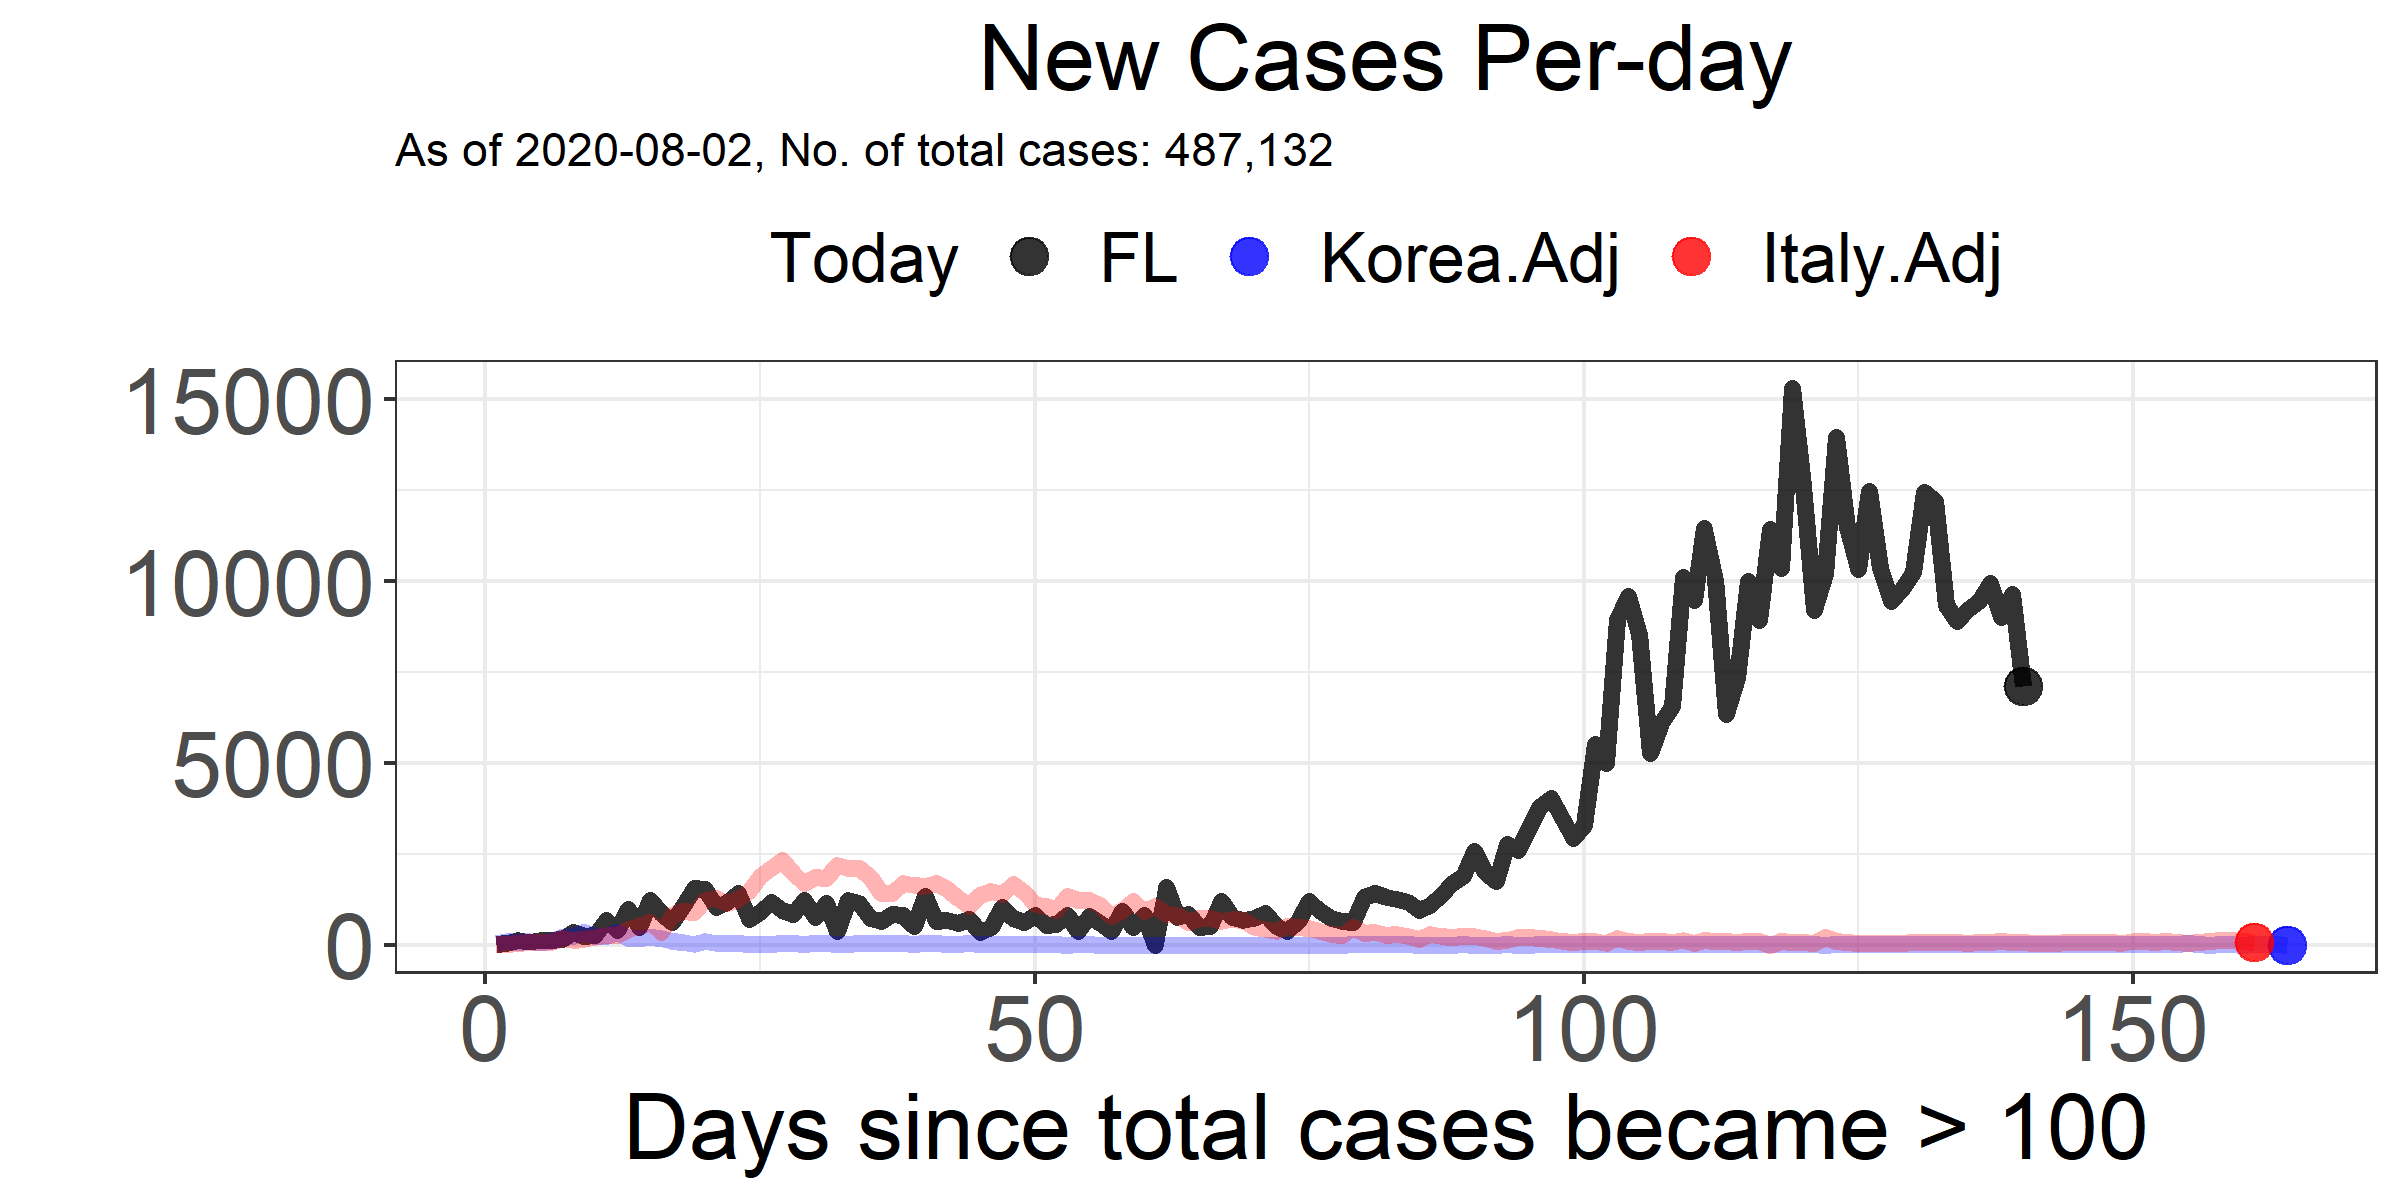 New Cases Per-day
As of 2020-08-02, No. of total cases: 487,132
Today FL Korea.Adj Italy.Adj
15000
10000
5000
0
0 50 100 150
Days since total cases became > 100